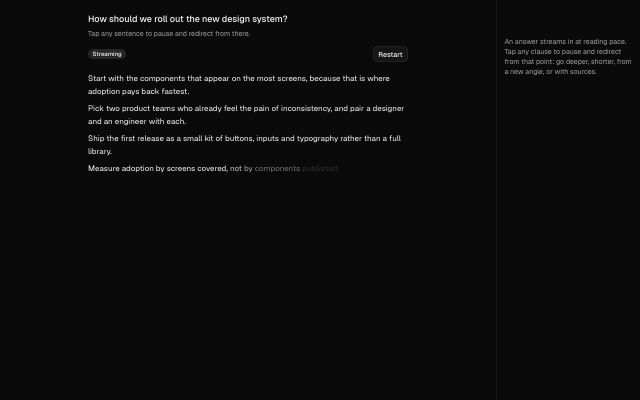 How should we roll out the new design system?
Tap any sentence to pause and redirect from there.
Streaming
Restart
Start with the components that appear on the most screens, because that is where
adoption pays back fastest.
Pick two product teams who already feel the pain of inconsistency, and pair a designer
and an engineer with each.
Ship the first release as a small kit of buttons, inputs and typography rather than a full
library.
Measure adoption by screens covered, not by components published.
An answer streams in at reading pace.
Tap any clause to pause and redirect
from that point: go deeper, shorter, from
a new angle, or with sources.